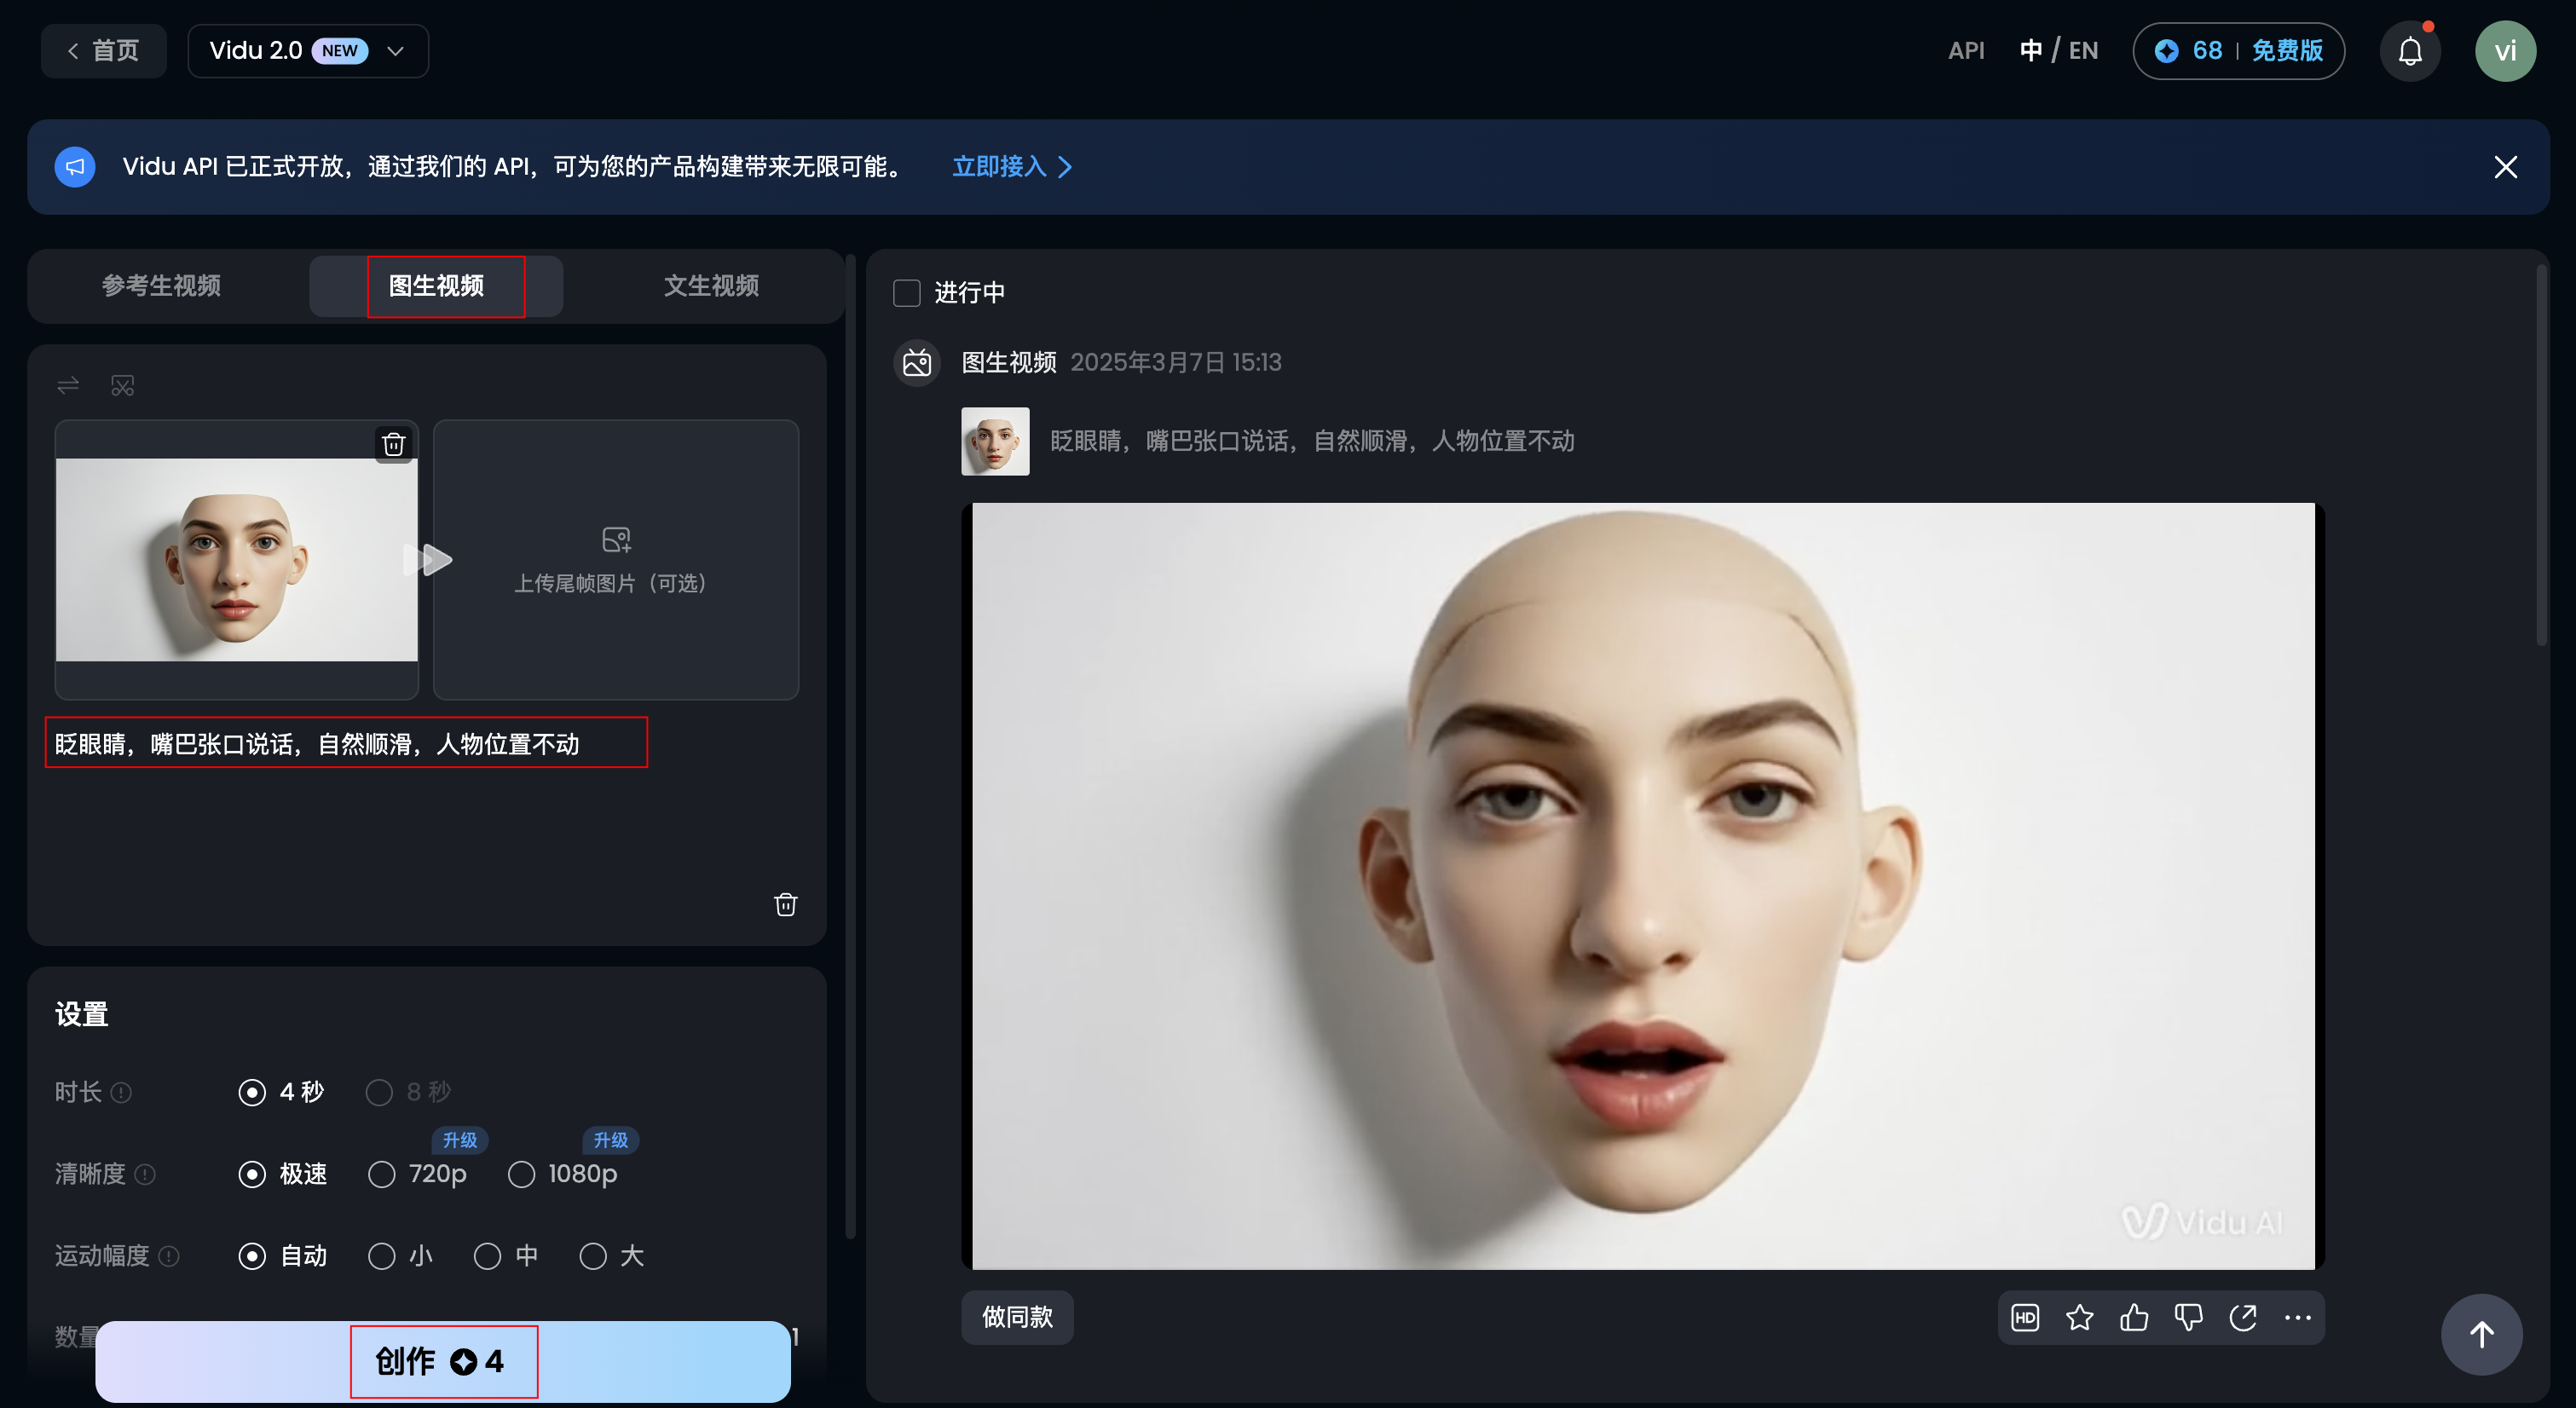 首页
Vidu 2.0 NEW
API
中 / EN
68 | 免费版
vi
Vidu API 已正式开放，通过我们的 API，可为您的产品构建带来无限可能。 立即接入
参考生视频
图生视频
文生视频
上传尾帧图片（可选）
眨眼睛，嘴巴张口说话，自然顺滑，人物位置不动
设置
时长 4 秒 8 秒
升级 升级
清晰度 极速 720p 1080p
运动幅度 自动 小 中 大
数量 1
创作 4
进行中
图生视频 2025年3月7日 15:13
眨眼睛，嘴巴张口说话，自然顺滑，人物位置不动
Vidu AI
做同款
HD